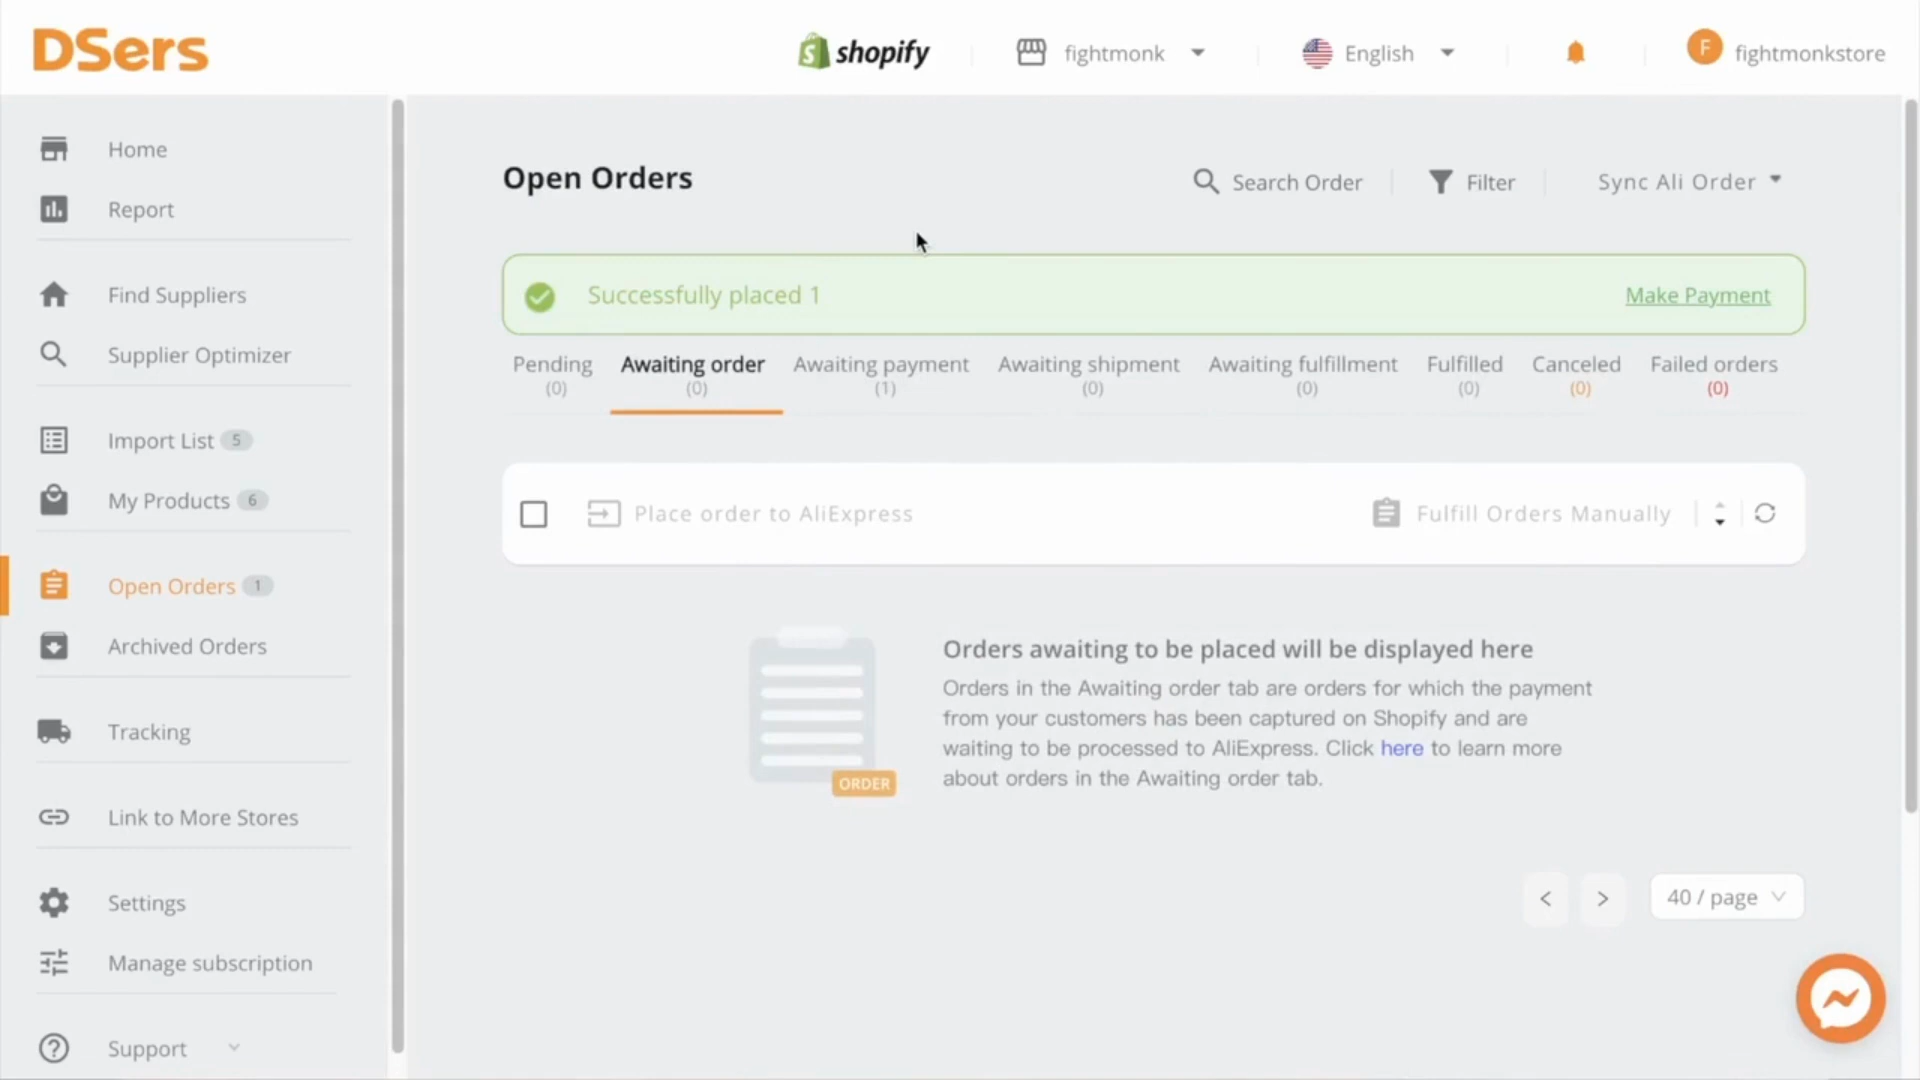 DSers
shopify
fightmonk
English
F
fightmonkstore
Home
Report
Find Suppliers
Supplier Optimizer
Import List 5
My Products 6
Open Orders 1
Archived Orders
Tracking
Link to More Stores
Settings
Manage subscription
Support
Open Orders
Search Order
Filter
Sync Ali Order
Successfully placed 1
Make Payment
Pending
(0)
Awaiting order
(0)
Awaiting payment
(1)
Awaiting shipment
(0)
Awaiting fulfillment
(0)
Fulfilled
(0)
Canceled
(0)
Failed orders
(0)
Place order to AliExpress
Fulfill Orders Manually
ORDER
Orders awaiting to be placed will be displayed here
Orders in the Awaiting order tab are orders for which the payment
from your customers has been captured on Shopify and are
waiting to be processed to AliExpress. Click here to learn more
about orders in the Awaiting order tab.
< > 40 / page